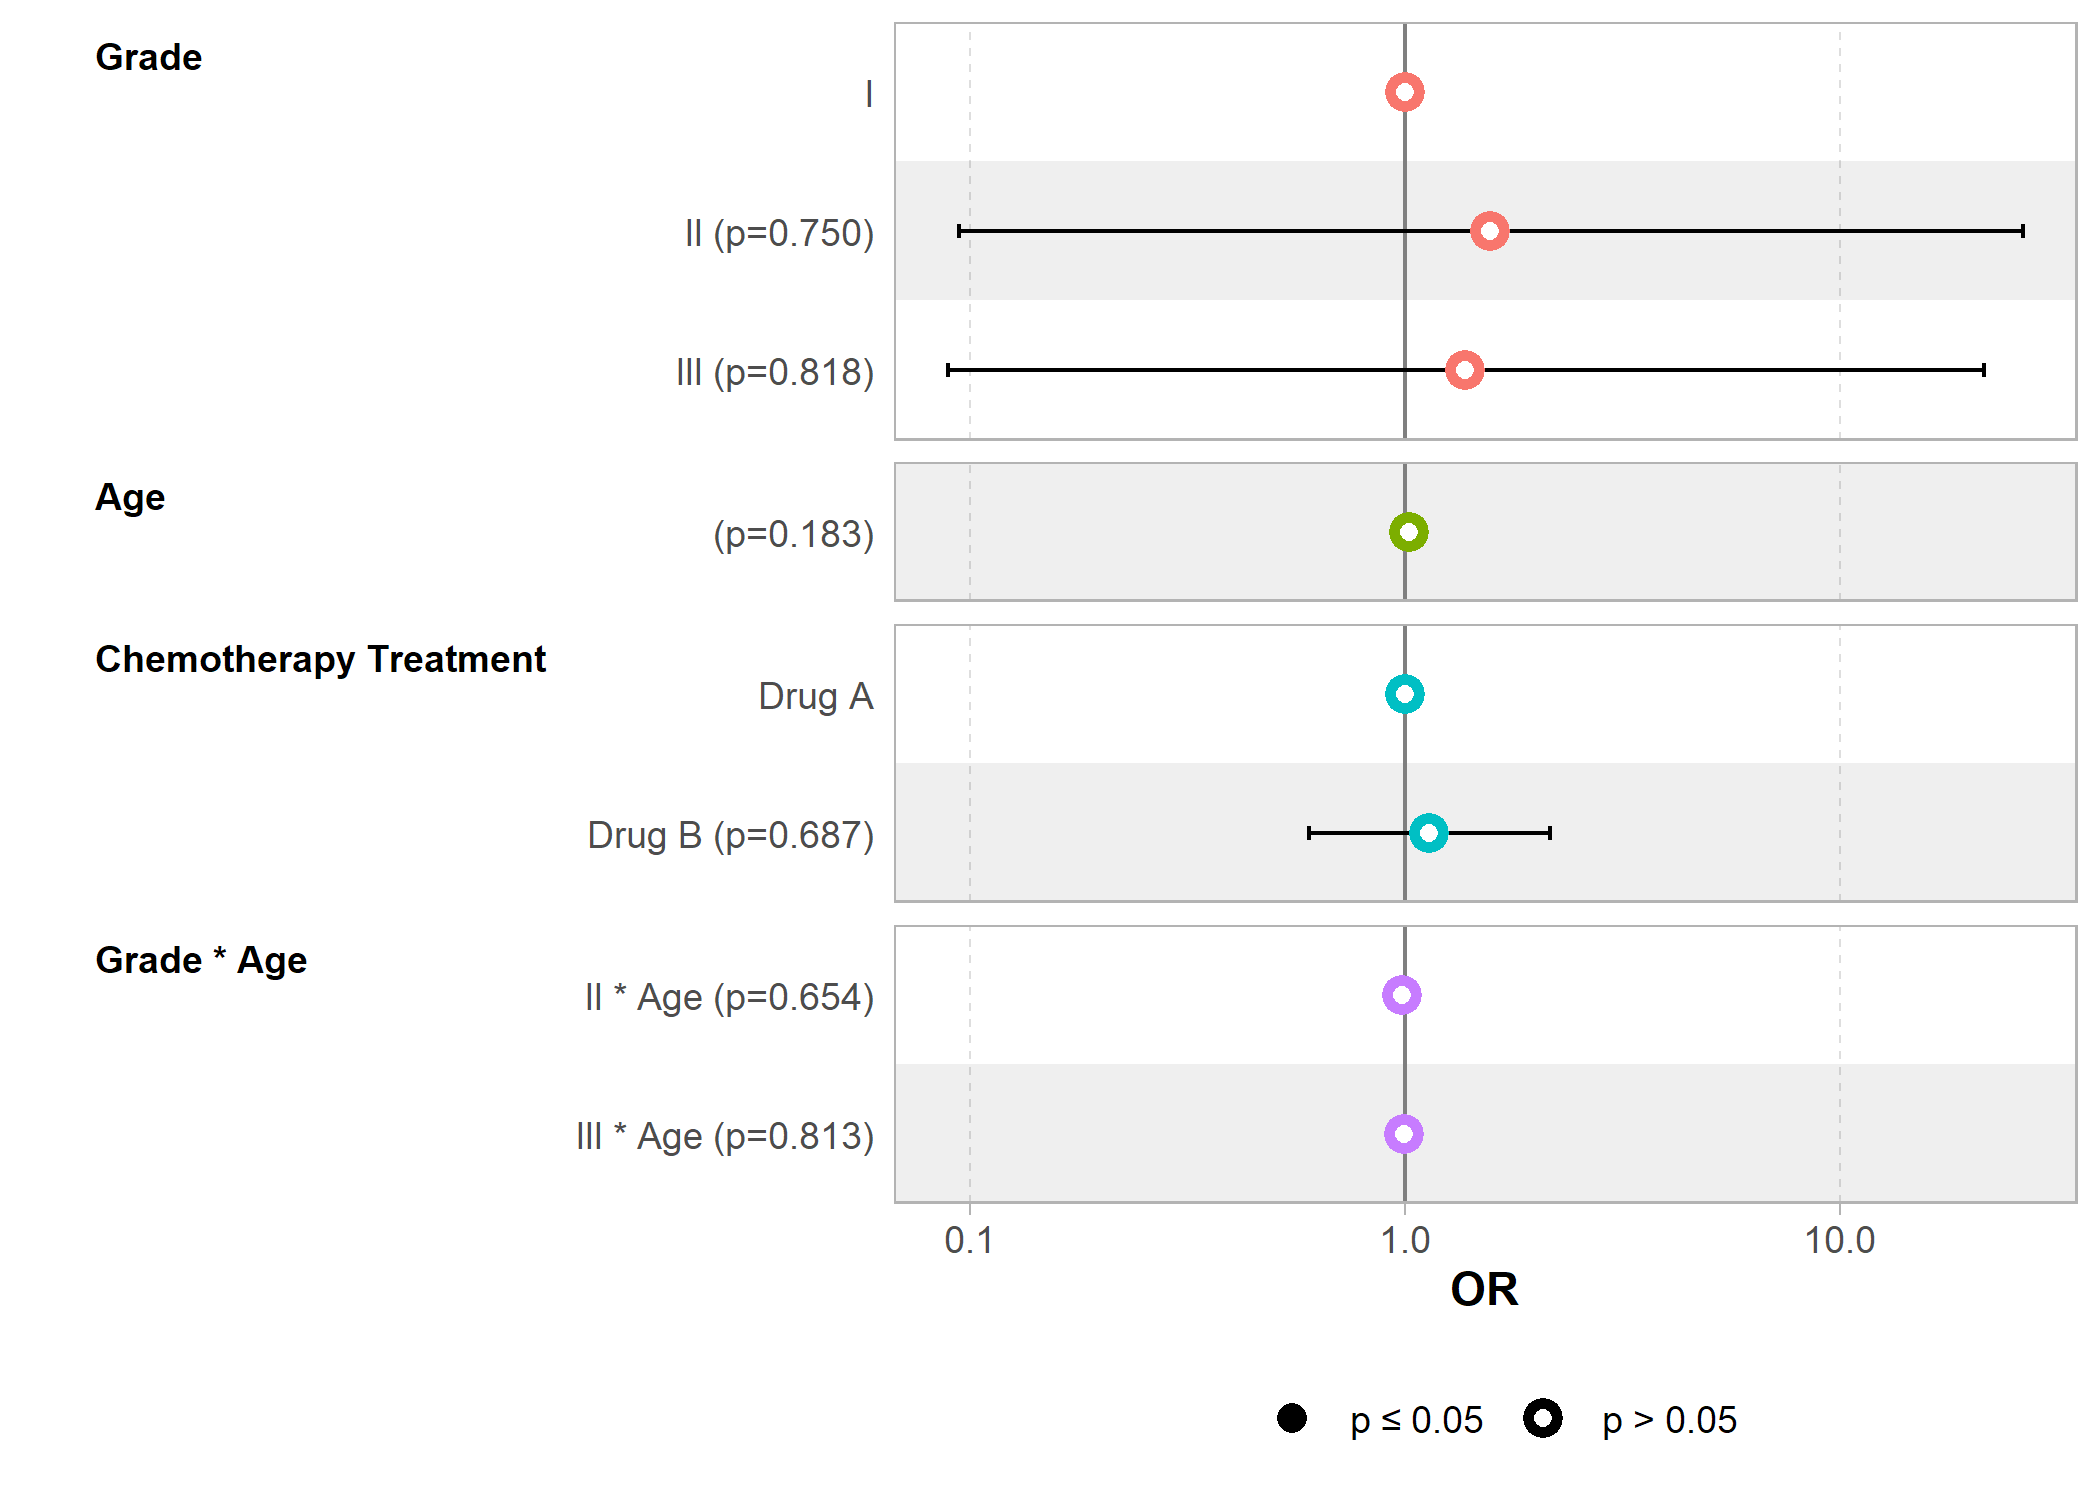 Grade
I
II (p=0.750)
III (p=0.818)
Age
(p=0.183)
Chemotherapy Treatment
Drug A
Drug B (p=0.687)
Grade * Age
II * Age (p=0.654)
III * Age (p=0.813)
0.1 1.0 10.0
OR
p ≤ 0.05 p > 0.05